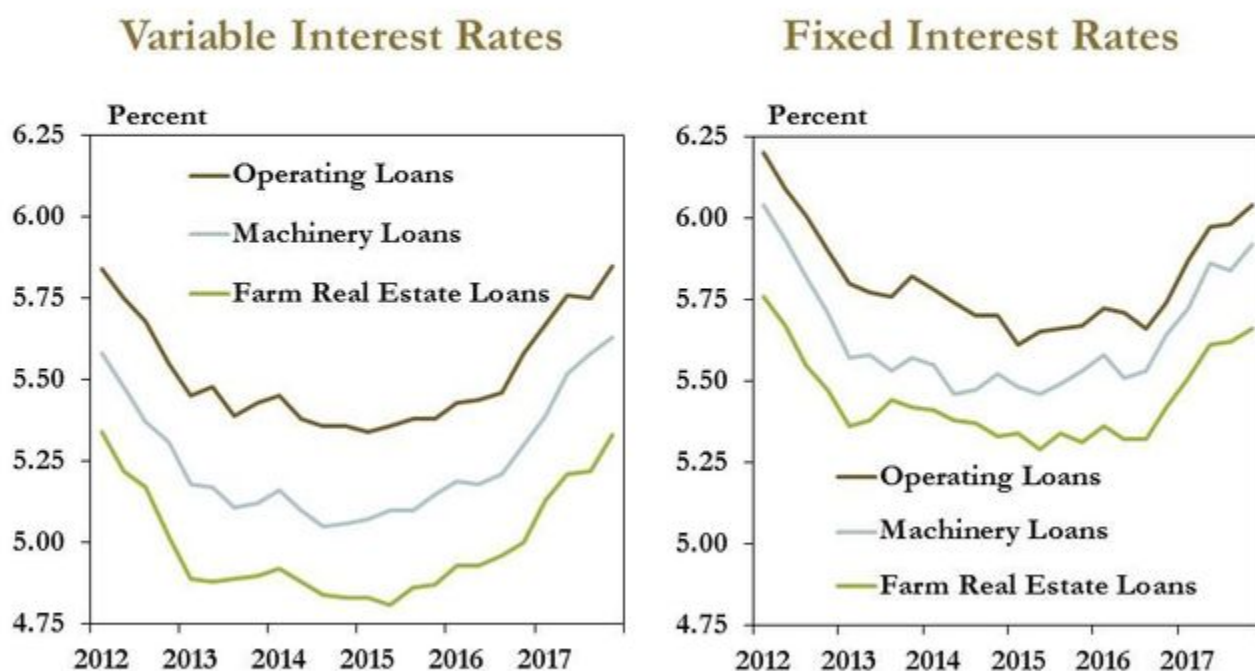 Variable Interest Rates
Percent
6.25
6.00
5.75
5.50
5.25
5.00
4.75
Operating Loans
Machinery Loans
Farm Real Estate Loans
2012 2013 2014 2015 2016 2017
Fixed Interest Rates
Percent
6.25
6.00
5.75
5.50
5.25
5.00
4.75
Operating Loans
Machinery Loans
Farm Real Estate Loans
2012 2013 2014 2015 2016 2017